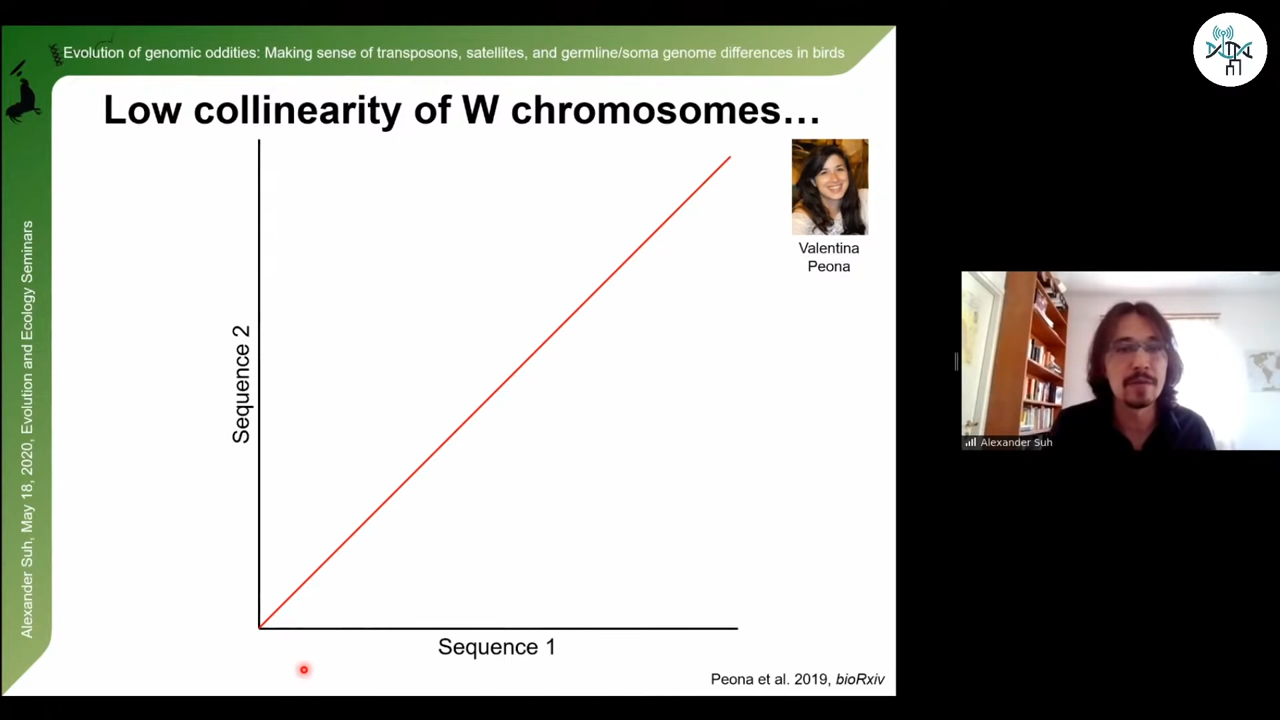 Evolution of genomic oddities: Making sense of transposons, satellites, and germline/soma genome differences in birds
Low collinearity of W chromosomes…
Valentina
Peona
Sequence 2
Sequence 1
Peona et al. 2019, bioRxiv
Alexander Suh, May 18, 2020, Evolution and Ecology Seminars
Alexander Suh